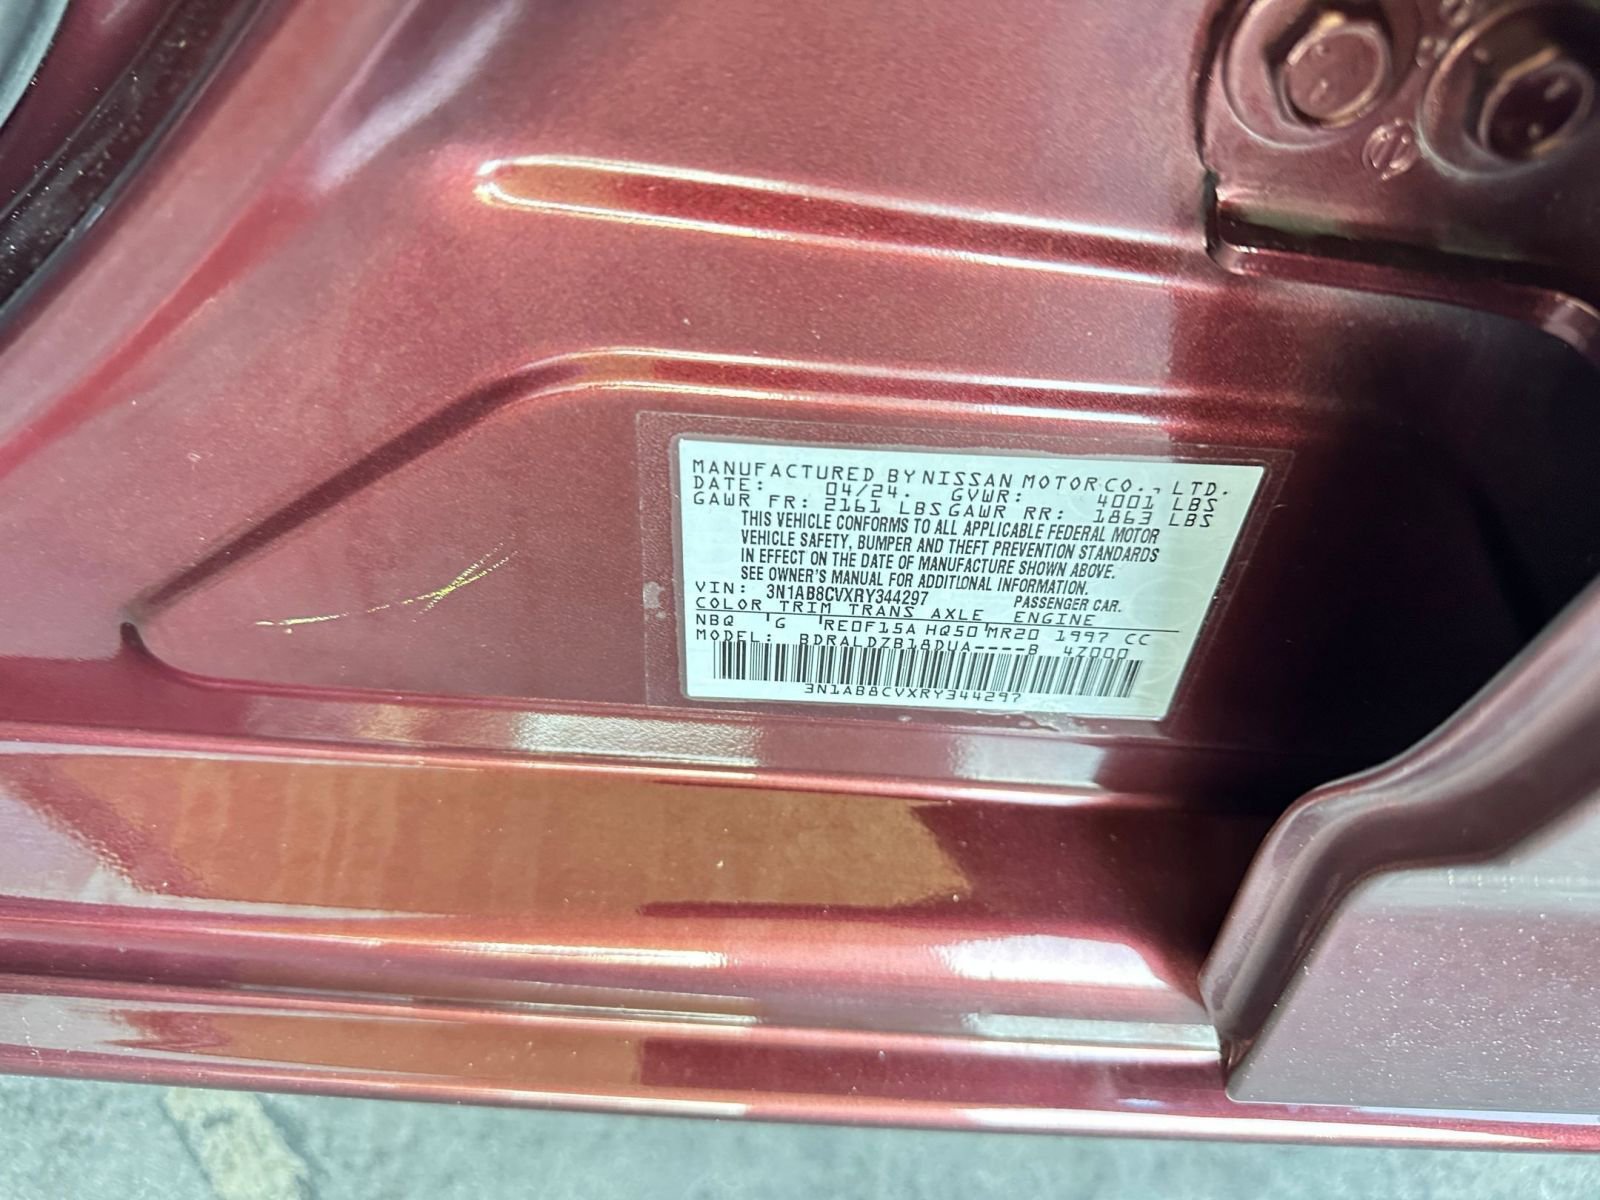 MANUFACTURED BY NISSAN MOTOR CO., LTD.
DATE: 04/24. GVWR: 4001 LBS
GAWR FR: 2161 LBS GAWR RR: 1863 LBS
THIS VEHICLE CONFORMS TO ALL APPLICABLE FEDERAL MOTOR
VEHICLE SAFETY, BUMPER AND THEFT PREVENTION STANDARDS
IN EFFECT ON THE DATE OF MANUFACTURE SHOWN ABOVE.
SEE OWNER'S MANUAL FOR ADDITIONAL INFORMATION.
VIN: 3N1AB8CVXRY344297 PASSENGER CAR.
COLOR TRIM TRANS AXLE ENGINE
NBQ G RE0F15A HQ50 MR20 1997 CC
MODEL: BDRALDZB18DUA----B 4Z000
3N1AB8CVXRY344297